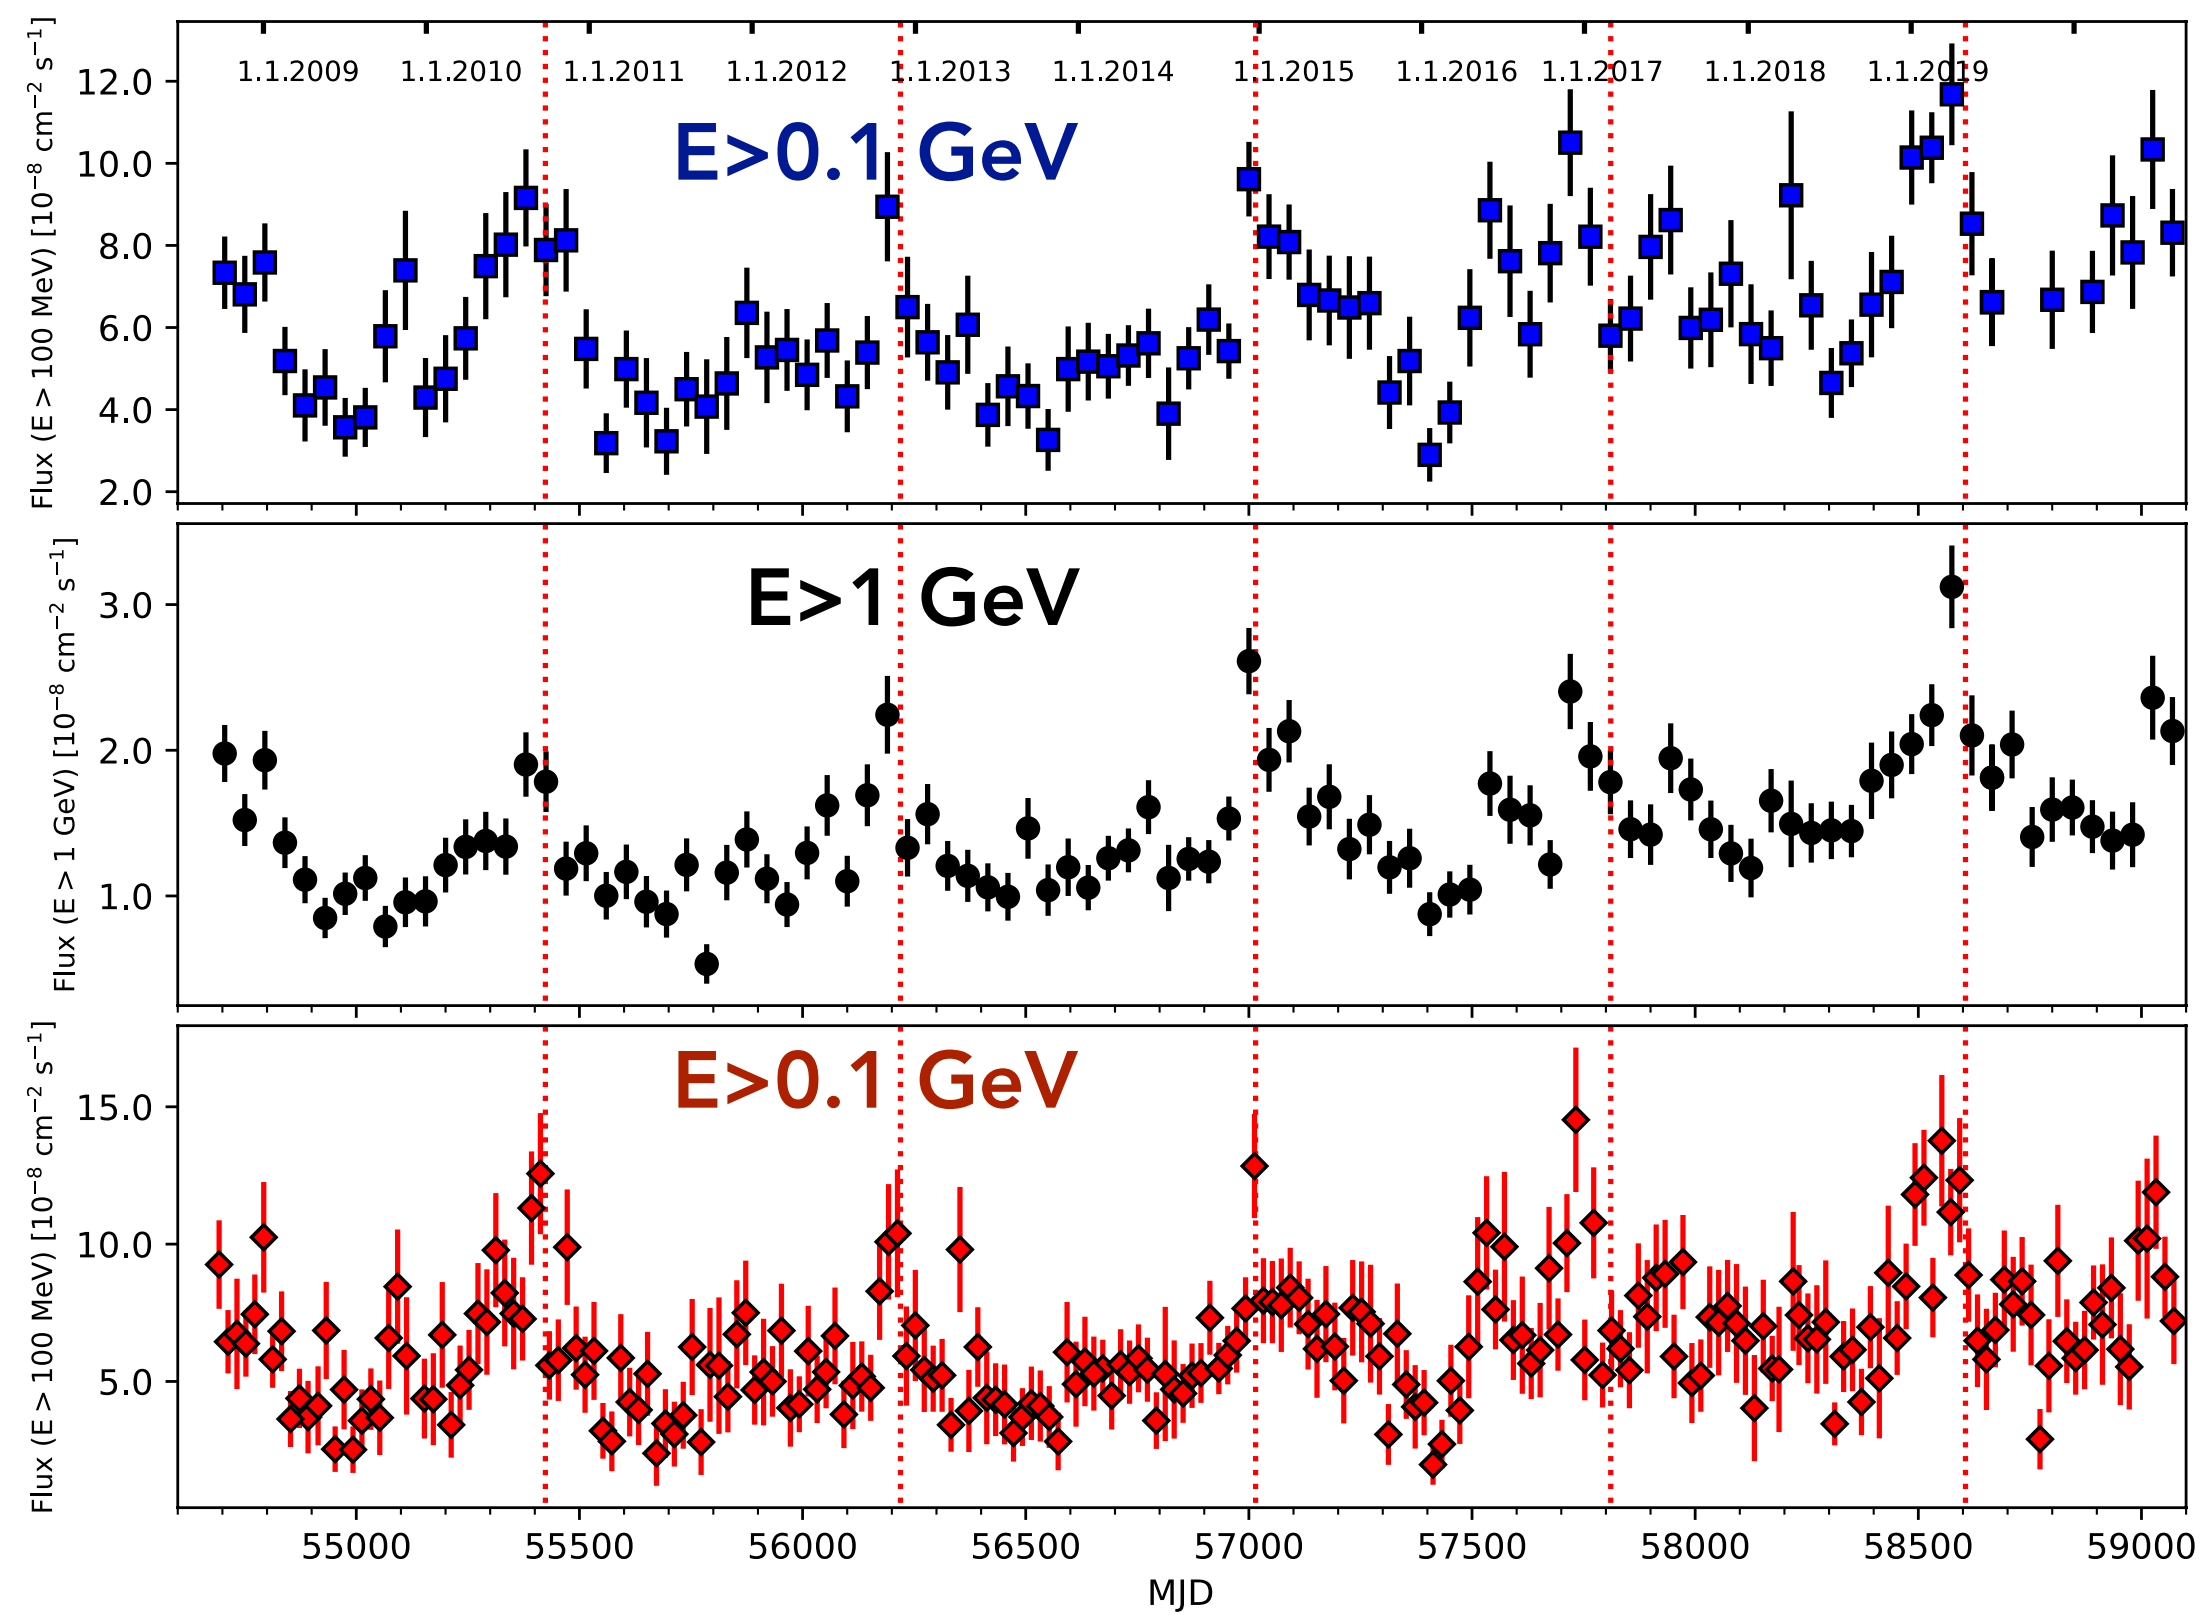 1.1.2009 1.1.2010 1.1.2011 1.1.2012 1.1.2013 1.1.2014 1.1.2015 1.1.2016 1.1.2017 1.1.2018 1.1.2019
E>0.1 GeV
Flux (E > 100 MeV) [10⁻⁸ cm⁻² s⁻¹]
12.0
10.0
8.0
6.0
4.0
2.0
E>1 GeV
Flux (E > 1 GeV) [10⁻⁸ cm⁻² s⁻¹]
3.0
2.0
1.0
E>0.1 GeV
Flux (E > 100 MeV) [10⁻⁸ cm⁻² s⁻¹]
15.0
10.0
5.0
55000 55500 56000 56500 57000 57500 58000 58500 59000
MJD